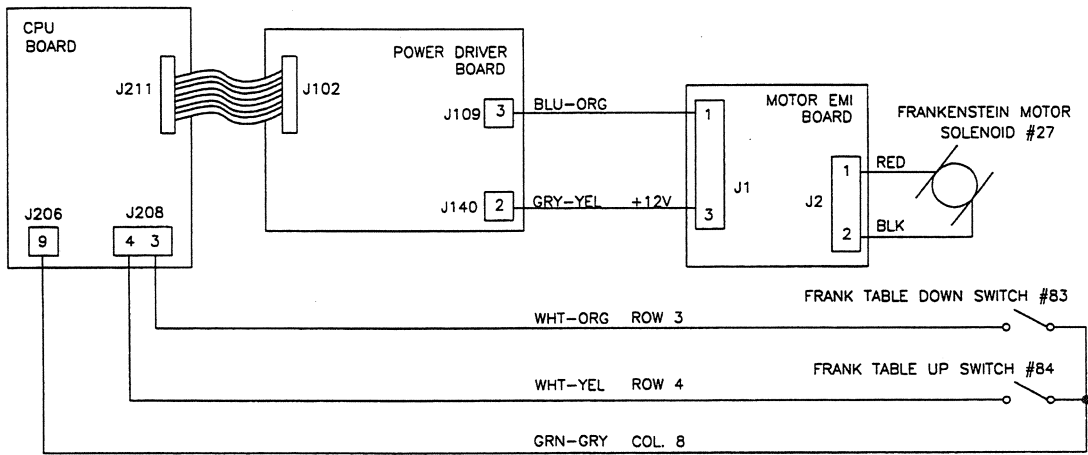 CPU
BOARD
J211
J102
J206
9
J208
4 3
POWER DRIVER
BOARD
J109
3
BLU-ORG
J140
2
GRY-YEL +12V
MOTOR EMI
BOARD
1
J1
3
J2
1
2
RED
BLK
FRANKENSTEIN MOTOR
SOLENOID #27
FRANK TABLE DOWN SWITCH #83
WHT-ORG ROW 3
FRANK TABLE UP SWITCH #84
WHT-YEL ROW 4
GRN-GRY COL. 8